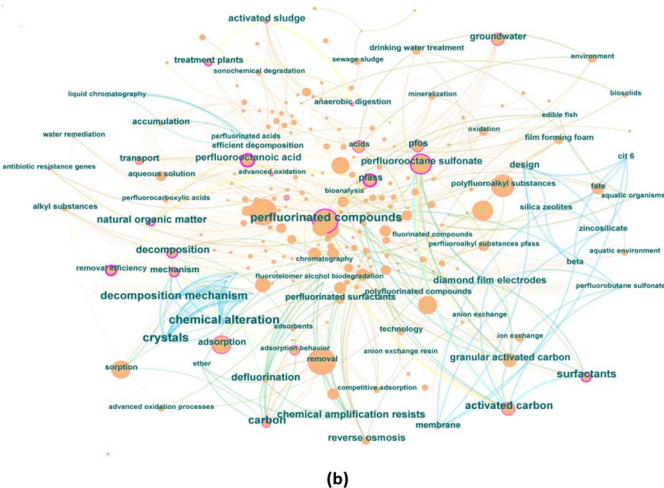 activated sludge
groundwater
drinking water treatment
treatment plants
sewage sludge
environment
sonochemical degradation
mineralization
liquid chromatography
biosolids
anaerobic digestion
edible fish
accumulation
oxidation
water remediation
perfluorinated acids
film forming foam
efficient decomposition
acids
pfos
cit 6
transport
perfluorooctanoic acid
perfluorooctane sulfonate
design
antibiotic resistance genes
advanced oxidation
aqueous solution
pfass
polyfluoroalkyl substances
fate
bioanalysis
aquatic organisms
perfluorocarboxylic acids
alkyl substances
silica zeolites
natural organic matter
perfluorinated compounds
zincosilicate
fluorinated compounds
perfluoroalkyl substances pfass
decomposition
aquatic environment
chromatography
beta
removal efficiency
mechanism
fluorotelomer alcohol biodegradation
diamond film electrodes
perfluorobutane sulfonate
polyfluorinated compounds
decomposition mechanism
perfluorinated surfactants
anion exchange
chemical alteration
adsorbents
technology
crystals
adsorption
ion exchange
adsorption behavior
anion exchange resin
removal
granular activated carbon
ether
sorption
defluorination
surfactants
competitive adsorption
advanced oxidation processes
activated carbon
chemical amplification resists
carbon
membrane
reverse osmosis
(b)